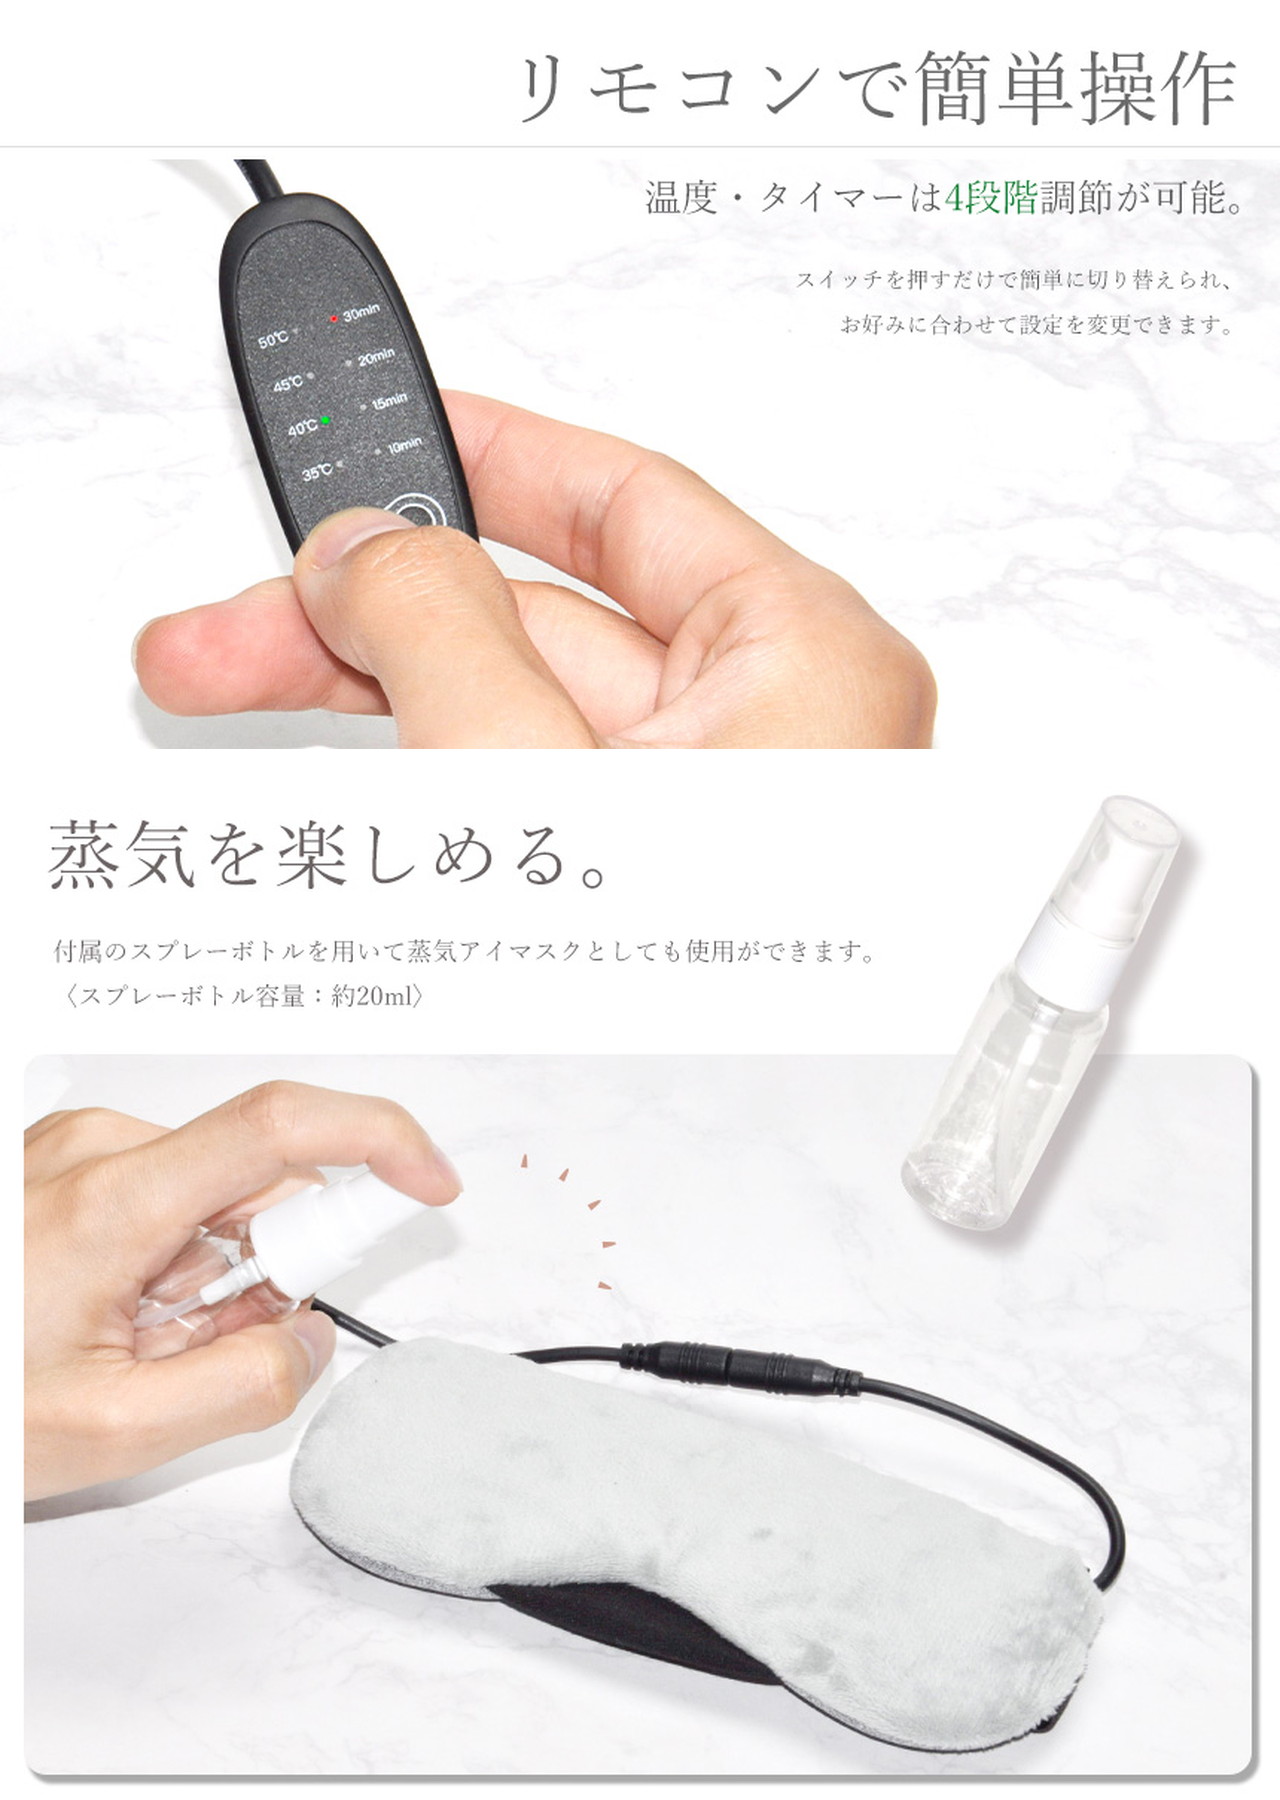 リモコンで簡単操作
温度・タイマーは4段階調節が可能。
スイッチを押すだけで簡単に切り替えられ、
お好みに合わせて設定を変更できます。
50℃ 30min
45℃ 20min
40℃ 15min
35℃ 10min
蒸気を楽しめる。
付属のスプレーボトルを用いて蒸気アイマスクとしても使用ができます。
〈スプレーボトル容量：約20ml〉